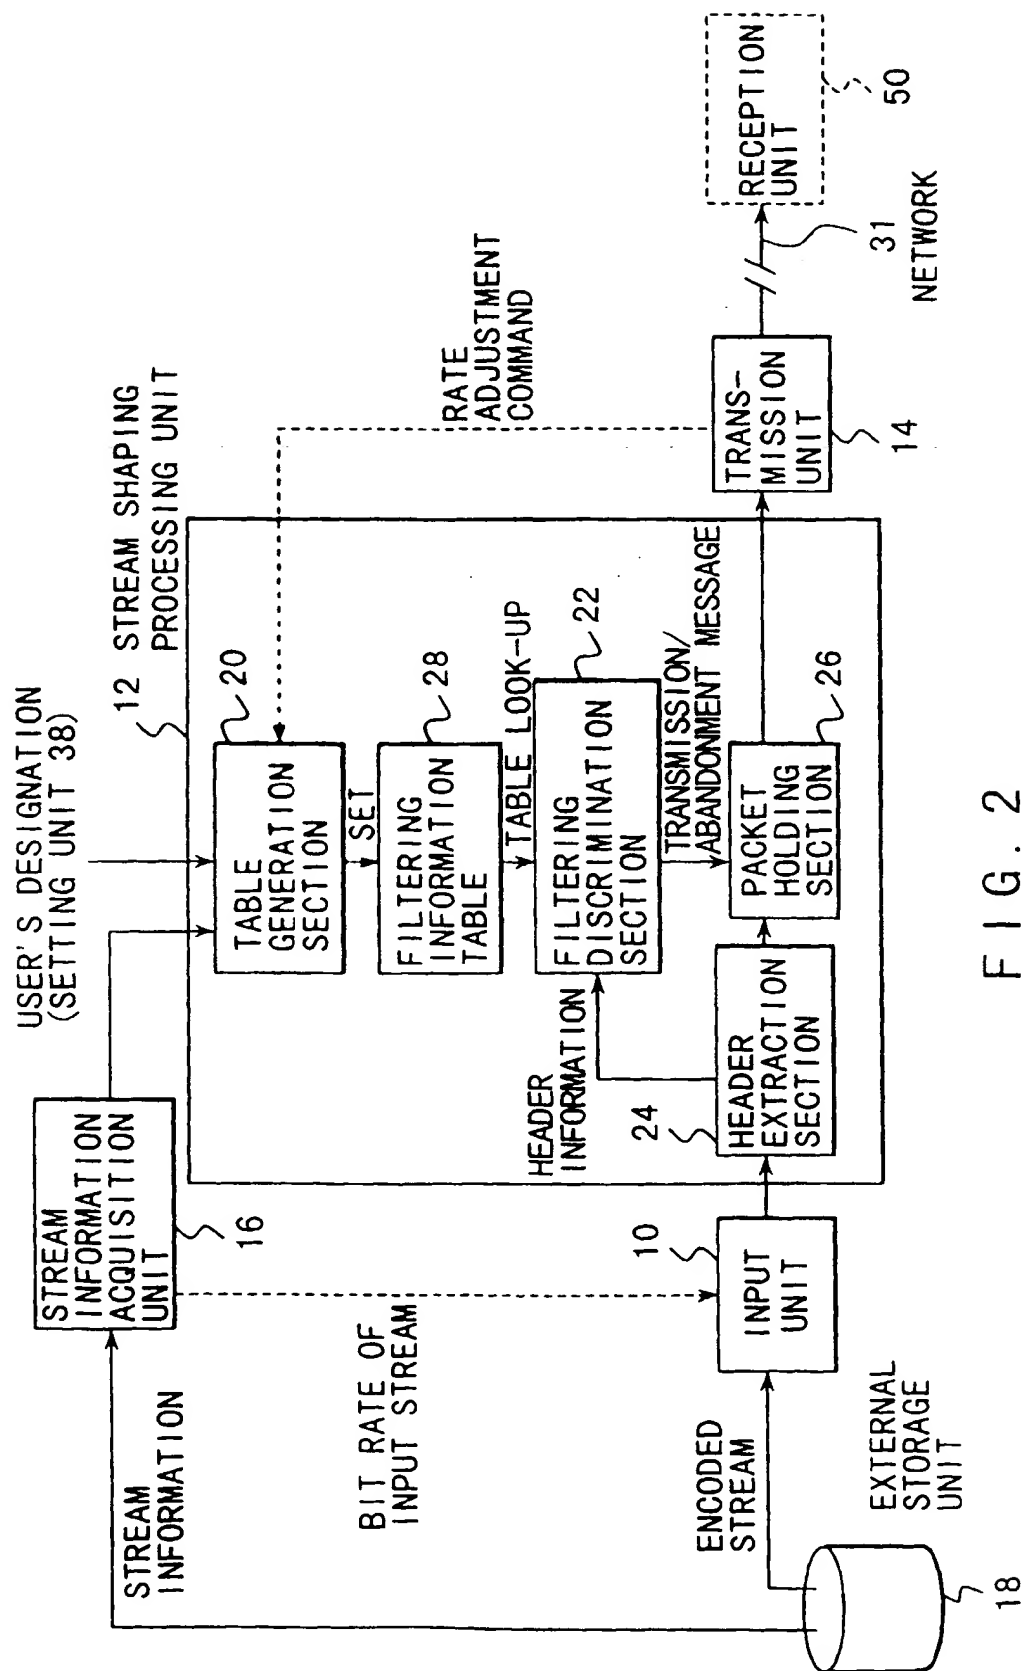 USER'S DESIGNATION
(SETTING UNIT 38)
12 STREAM SHAPING
PROCESSING UNIT
STREAM
INFORMATION
STREAM
INFORMATION
ACQUISITION
UNIT
16
BIT RATE OF
INPUT STREAM
TABLE
GENERATION
SECTION
20
SET
FILTERING
INFORMATION
TABLE
28
TABLE LOOK-UP
FILTERING
DISCRIMINATION
SECTION
22
HEADER
INFORMATION
TRANSMISSION/
ABANDONMENT MESSAGE
RATE
ADJUSTMENT
COMMAND
ENCODED
STREAM
EXTERNAL
STORAGE
UNIT
18
INPUT
UNIT
10
HEADER
EXTRACTION
SECTION
24
PACKET
HOLDING
SECTION
26
TRANS-
MISSION
UNIT
14
31
NETWORK
RECEPTION
UNIT
50
FIG. 2